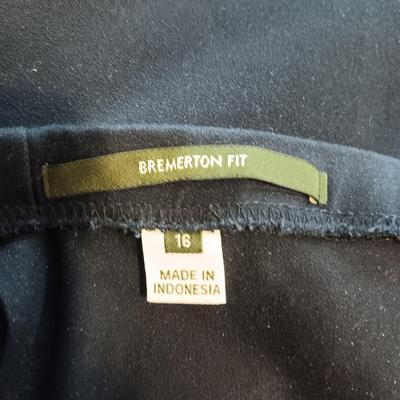 BREMERTON FIT
16
MADE IN
INDONESIA